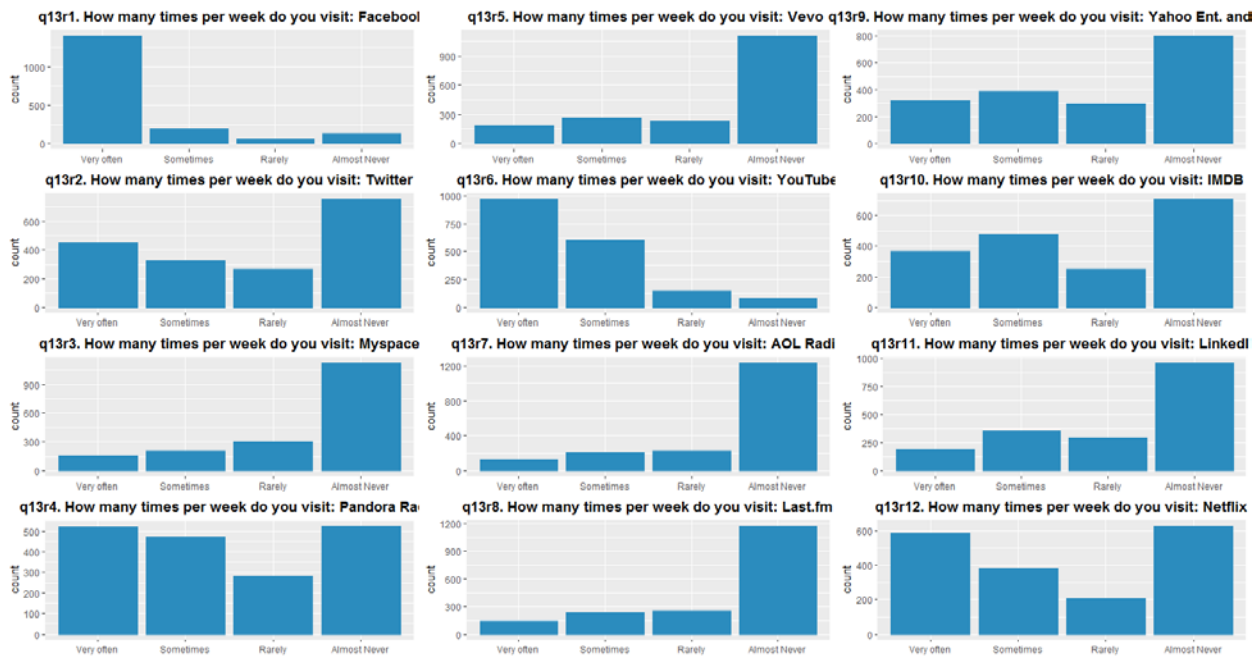 q13r1. How many times per week do you visit: Facebool
count
1000
500
0
Very often Sometimes Rarely Almost Never
q13r2. How many times per week do you visit: Twitter
count
600
400
200
0
Very often Sometimes Rarely Almost Never
q13r3. How many times per week do you visit: Myspace
count
900
600
300
0
Very often Sometimes Rarely Almost Never
q13r4. How many times per week do you visit: Pandora Ra
count
500
400
300
200
100
0
Very often Sometimes Rarely Almost Never
q13r5. How many times per week do you visit: Vevo
count
900
600
300
0
Very often Sometimes Rarely Almost Never
q13r6. How many times per week do you visit: YouTube
count
1000
750
500
250
0
Very often Sometimes Rarely Almost Never
q13r7. How many times per week do you visit: AOL Radi
count
1200
800
400
0
Very often Sometimes Rarely Almost Never
q13r8. How many times per week do you visit: Last.fm
count
1200
900
600
300
0
Very often Sometimes Rarely Almost Never
q13r9. How many times per week do you visit: Yahoo Ent. and
count
800
600
400
200
0
Very often Sometimes Rarely Almost Never
q13r10. How many times per week do you visit: IMDB
count
600
400
200
0
Very often Sometimes Rarely Almost Never
q13r11. How many times per week do you visit: LinkedI
count
1000
750
500
250
0
Very often Sometimes Rarely Almost Never
q13r12. How many times per week do you visit: Netflix
count
600
400
200
0
Very often Sometimes Rarely Almost Never